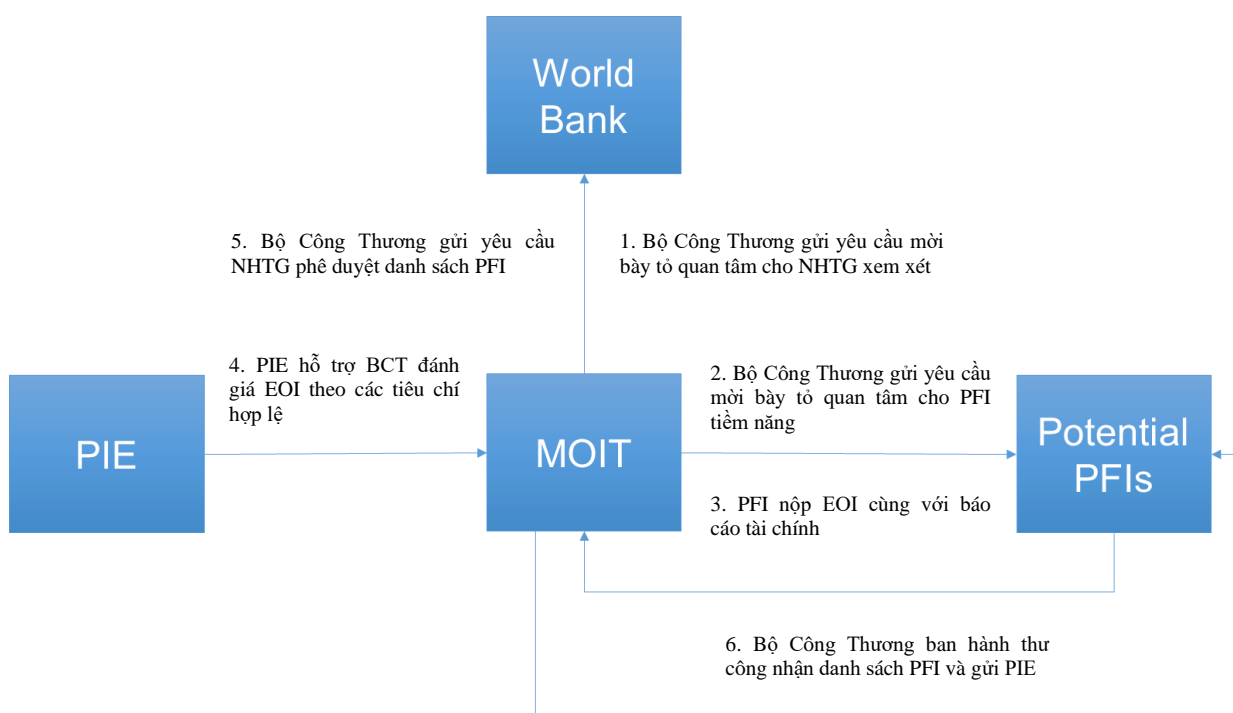 World
Bank
5. Bộ Công Thương gửi yêu cầu
NHTG phê duyệt danh sách PFI
1. Bộ Công Thương gửi yêu cầu mời
bày tỏ quan tâm cho NHTG xem xét
4. PIE hỗ trợ BCT đánh
giá EOI theo các tiêu chí
hợp lệ
2. Bộ Công Thương gửi yêu cầu
mời bày tỏ quan tâm cho PFI
tiềm năng
PIE
MOIT
Potential
PFIs
3. PFI nộp EOI cùng với báo
cáo tài chính
6. Bộ Công Thương ban hành thư
công nhận danh sách PFI và gửi PIE